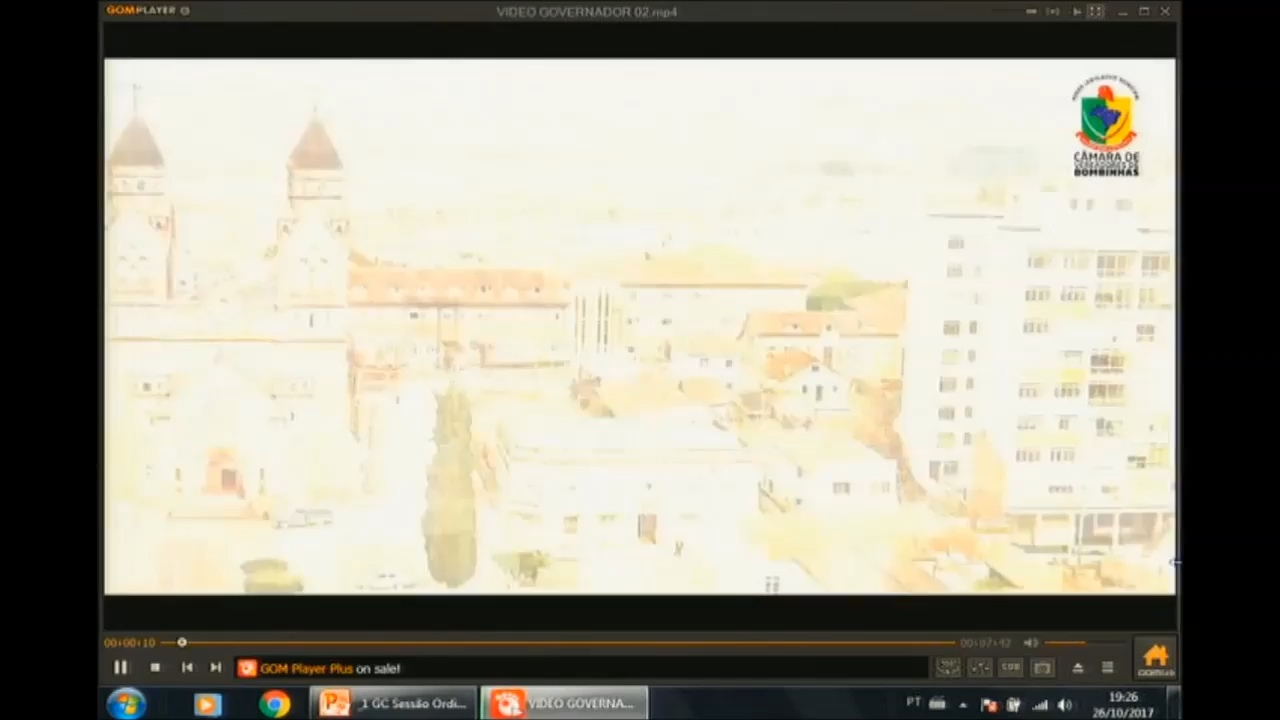 GOMPLAYER
VIDEO GOVERNADOR 02.mp4
CÂMARA DE
VEREADORES DE
BOMBINHAS
00:00:10
00:07:42
GOM Player Plus on sale!
_1 GC Sessão Ordi...
VIDEO GOVERNA...
PT
19:26
26/10/2017